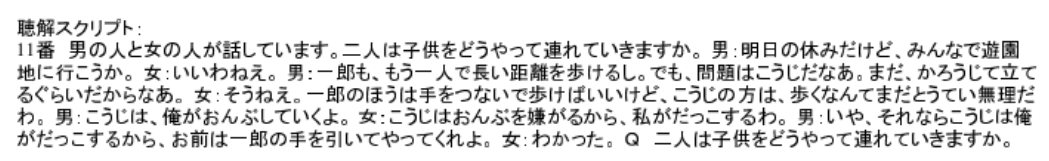 聴解スクリプト：
11番　男の人と女の人が話しています。二人は子供をどうやって連れていきますか。 男：明日の休みだけど、みんなで遊園
地に行こうか。 女：いいわねえ。 男：一郎も、もう一人で長い距離を歩けるし。でも、問題はこうじだなあ。まだ、かろうじて立て
るぐらいだからなあ。 女：そうねえ。一郎のほうは手をつないで歩けばいいけど、こうじの方は、歩くなんてまだとうてい無理だ
わ。 男：こうじは、俺がおんぶしていくよ。 女：こうじはおんぶを嫌がるから、私がだっこするわ。 男：いや、それならこうじは俺
がだっこするから、お前は一郎の手を引いてやってくれよ。 女：わかった。 Q　二人は子供をどうやって連れていきますか。